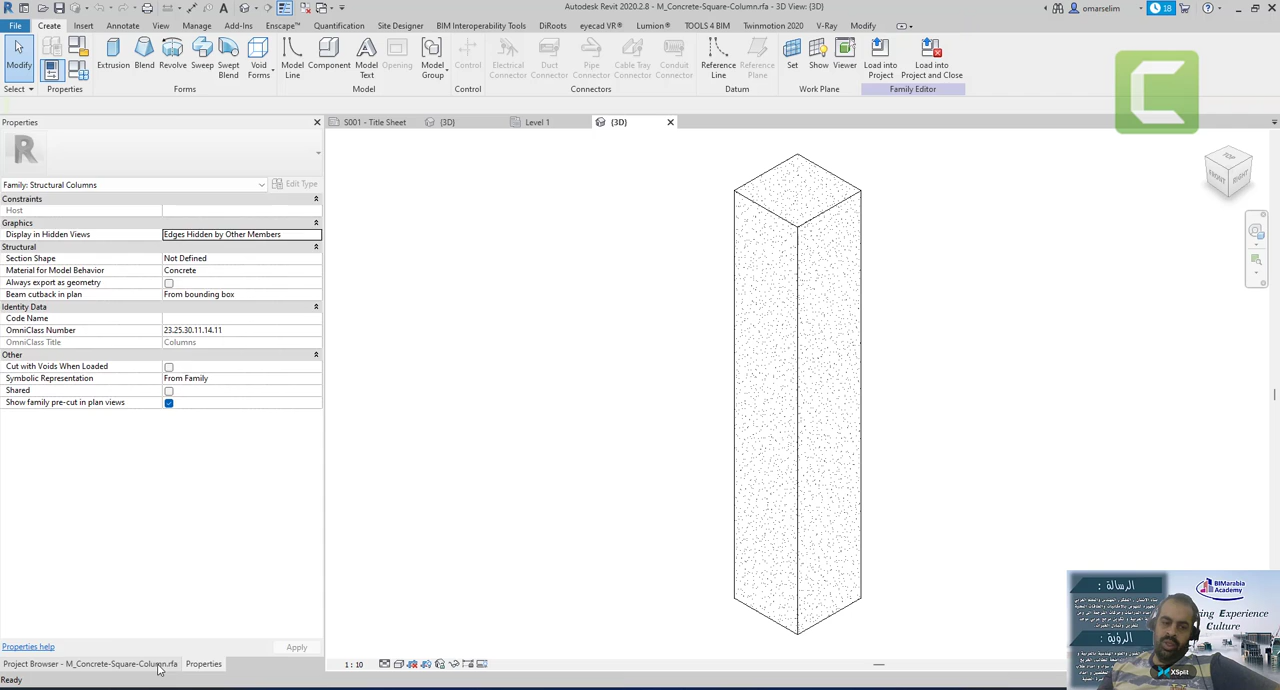 Autodesk Revit 2020.2.8 - M_Concrete-Square-Column.rfa - 3D View: {3D}
omarselim
18
File Create Insert Annotate View Manage Add-Ins Enscape™ Quantification Site Designer BIM Interoperability Tools DiRoots eyecad VR® Lumion® TOOLS 4 BIM Twinmotion 2020 V-Ray Modify
Modify Extrusion Blend Revolve Sweep Swept Blend Void Forms Model Line Component Model Text Opening Model Group Control Electrical Connector Duct Connector Pipe Connector Cable Tray Connector Conduit Connector Reference Line Reference Plane Set Show Viewer Load into Project Load into Project and Close
Select Properties Forms Model Control Connectors Datum Work Plane Family Editor
Properties
S001 - Title Sheet {3D} Level 1 {3D}
Family: Structural Columns Edit Type
Constraints
Host
Graphics
Display in Hidden Views Edges Hidden by Other Members
Structural
Section Shape Not Defined
Material for Model Behavior Concrete
Always export as geometry
Beam cutback in plan From bounding box
Identity Data
Code Name
OmniClass Number 23.25.30.11.14.11
OmniClass Title Columns
Other
Cut with Voids When Loaded
Symbolic Representation From Family
Shared
Show family pre-cut in plan views
TOP
FRONT RIGHT
Properties help Apply
Project Browser - M_Concrete-Square-Column.rfa Properties
1 : 10
Ready
الرسالة :
الرؤية :
BIMarabia
Academy
Experience
Culture
XSplit